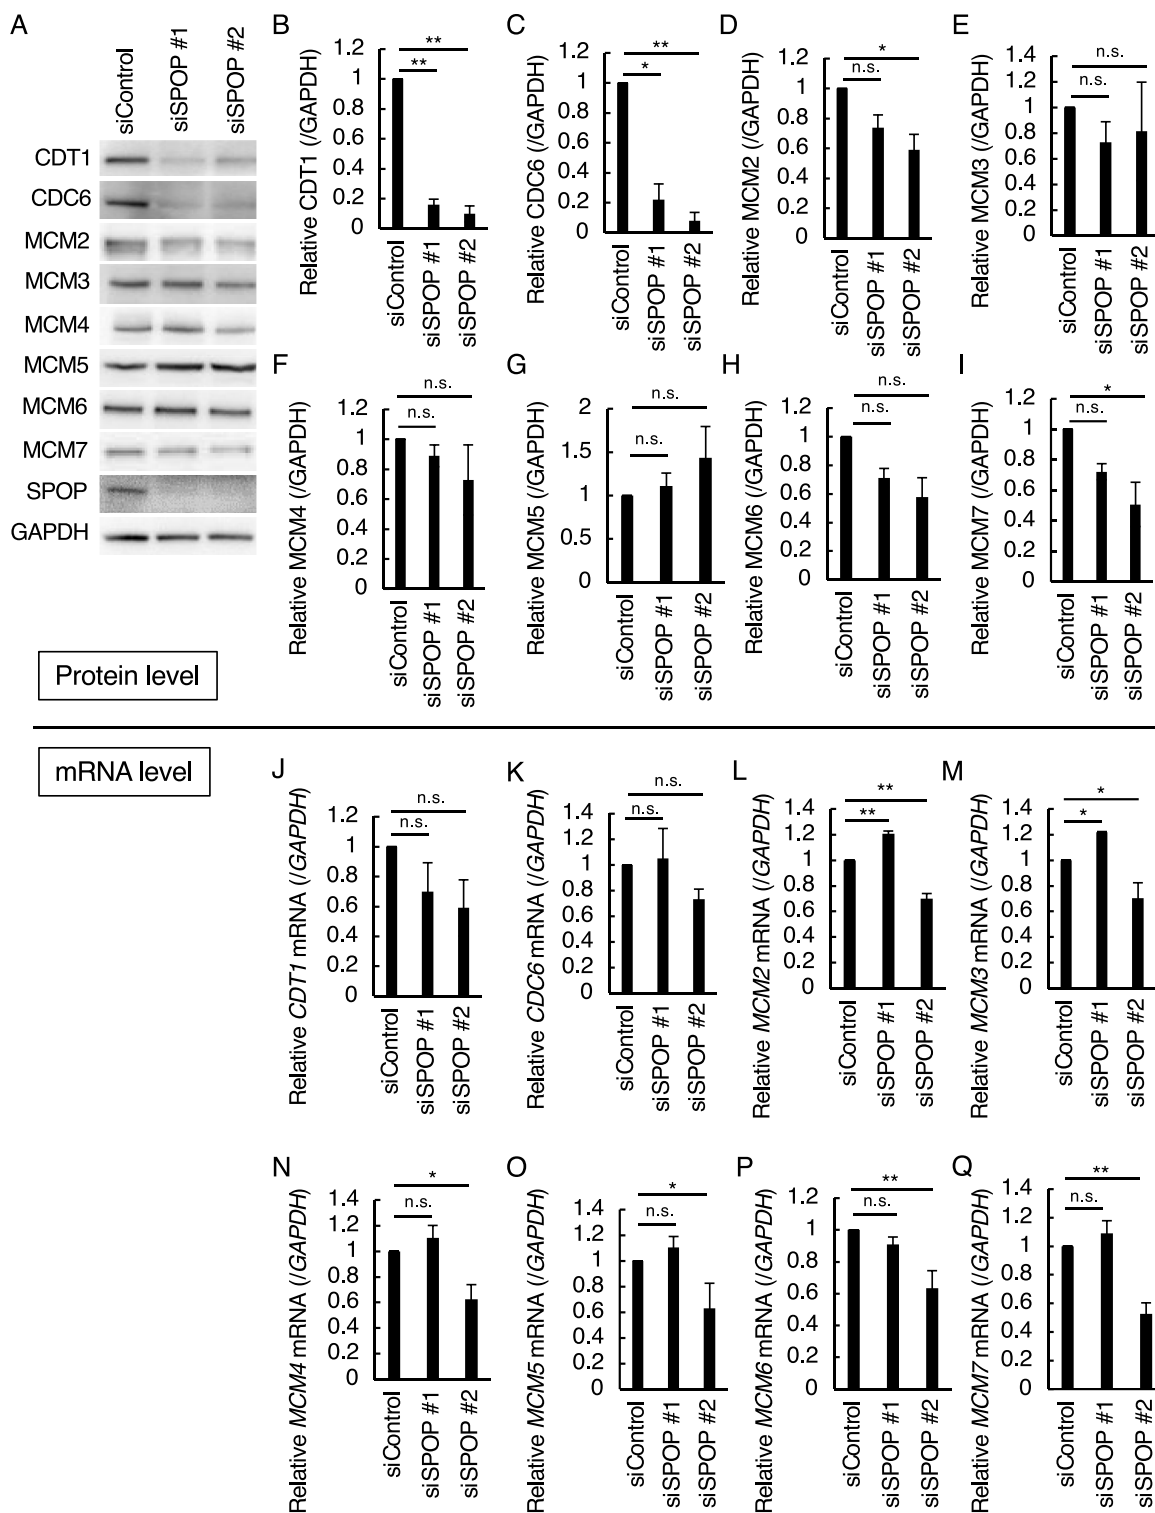 A
siControl
siSPOP #1
siSPOP #2
CDT1
CDC6
MCM2
MCM3
MCM4
MCM5
MCM6
MCM7
SPOP
GAPDH
B
Relative CDT1 (/GAPDH)
1.2
1
0.8
0.6
0.4
0.2
0
**
**
siControl
siSPOP #1
siSPOP #2
C
Relative CDC6 (/GAPDH)
1.2
1
0.8
0.6
0.4
0.2
0
**
*
siControl
siSPOP #1
siSPOP #2
D
Relative MCM2 (/GAPDH)
1.2
1
0.8
0.6
0.4
0.2
0
*
n.s.
siControl
siSPOP #1
siSPOP #2
E
Relative MCM3 (/GAPDH)
1.4
1.2
1
0.8
0.6
0.4
0.2
0
n.s.
n.s.
siControl
siSPOP #1
siSPOP #2
F
Relative MCM4 (/GAPDH)
1.2
1
0.8
0.6
0.4
0.2
0
n.s.
n.s.
siControl
siSPOP #1
siSPOP #2
G
Relative MCM5 (/GAPDH)
2
1.5
1
0.5
0
n.s.
n.s.
siControl
siSPOP #1
siSPOP #2
H
Relative MCM6 (/GAPDH)
1.2
1
0.8
0.6
0.4
0.2
0
n.s.
n.s.
siControl
siSPOP #1
siSPOP #2
I
Relative MCM7 (/GAPDH)
1.2
1
0.8
0.6
0.4
0.2
0
*
n.s.
siControl
siSPOP #1
siSPOP #2
Protein level
mRNA level
J
Relative CDT1 mRNA (/GAPDH)
1.2
1
0.8
0.6
0.4
0.2
0
n.s.
n.s.
siControl
siSPOP #1
siSPOP #2
K
Relative CDC6 mRNA (/GAPDH)
1.4
1.2
1
0.8
0.6
0.4
0.2
0
n.s.
n.s.
siControl
siSPOP #1
siSPOP #2
L
Relative MCM2 mRNA (/GAPDH)
1.4
1.2
1
0.8
0.6
0.4
0.2
0
**
**
siControl
siSPOP #1
siSPOP #2
M
Relative MCM3 mRNA (/GAPDH)
1.4
1.2
1
0.8
0.6
0.4
0.2
0
*
*
siControl
siSPOP #1
siSPOP #2
N
Relative MCM4 mRNA (/GAPDH)
1.4
1.2
1
0.8
0.6
0.4
0.2
0
*
n.s.
siControl
siSPOP #1
siSPOP #2
O
Relative MCM5 mRNA (/GAPDH)
1.4
1.2
1
0.8
0.6
0.4
0.2
0
*
n.s.
siControl
siSPOP #1
siSPOP #2
P
Relative MCM6 mRNA (/GAPDH)
1.2
1
0.8
0.6
0.4
0.2
0
**
n.s.
siControl
siSPOP #1
siSPOP #2
Q
Relative MCM7 mRNA (/GAPDH)
1.4
1.2
1
0.8
0.6
0.4
0.2
0
**
n.s.
siControl
siSPOP #1
siSPOP #2